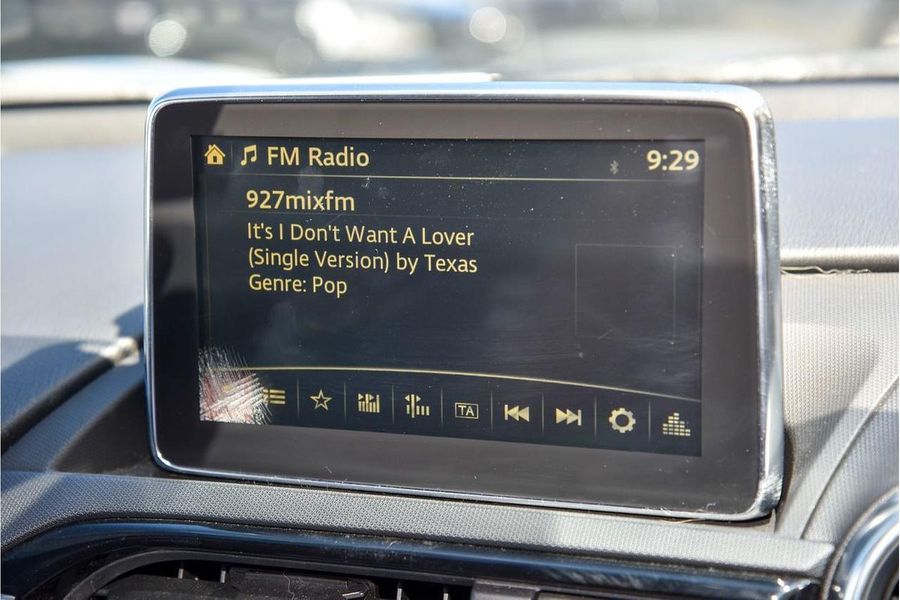 FM Radio 9:29
927mixfm
It's I Don't Want A Lover
(Single Version) by Texas
Genre: Pop
TA